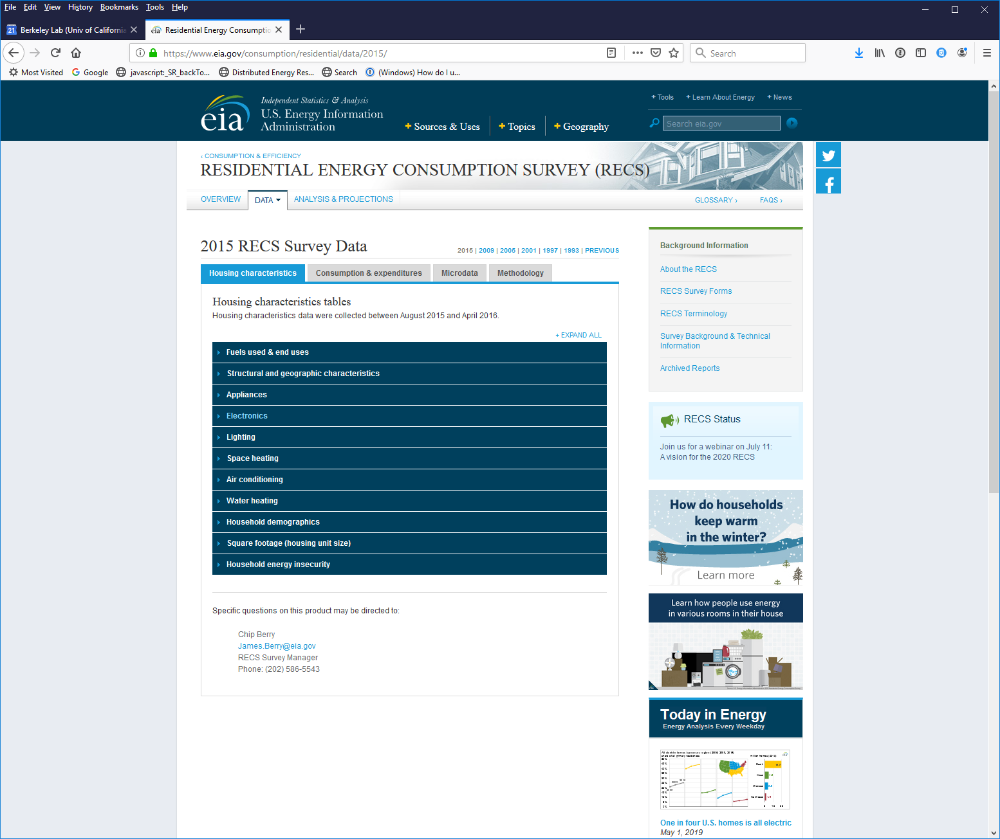 File Edit View History Bookmarks Tools Help
Berkeley Lab (Univ of California
Residential Energy Consumptio
https://www.eia.gov/consumption/residential/data/2015/
Search
Most Visited Google javascript:_SR_backTo... Distributed Energy Res... Search (Windows) How do I u...
eia
Independent Statistics & Analysis
U.S. Energy Information
Administration
+ Sources & Uses + Topics + Geography
+ Tools + Learn About Energy + News
Search eia.gov
‹ CONSUMPTION & EFFICIENCY
RESIDENTIAL ENERGY CONSUMPTION SURVEY (RECS)
OVERVIEW DATA ANALYSIS & PROJECTIONS GLOSSARY › FAQS ›
2015 RECS Survey Data
2015 | 2009 | 2005 | 2001 | 1997 | 1993 | PREVIOUS
Housing characteristics Consumption & expenditures Microdata Methodology
Housing characteristics tables
Housing characteristics data were collected between August 2015 and April 2016.
+ EXPAND ALL
Fuels used & end uses
Structural and geographic characteristics
Appliances
Electronics
Lighting
Space heating
Air conditioning
Water heating
Household demographics
Square footage (housing unit size)
Household energy insecurity
Specific questions on this product may be directed to:
Chip Berry
James.Berry@eia.gov
RECS Survey Manager
Phone: (202) 586-5543
Background Information
About the RECS
RECS Survey Forms
RECS Terminology
Survey Background & Technical
Information
Archived Reports
RECS Status
Join us for a webinar on July 11:
A vision for the 2020 RECS
How do households
keep warm
in the winter?
Learn more
Learn how people use energy
in various rooms in their house
Today in Energy
Energy Analysis Every Weekday
One in four U.S. homes is all electric
May 1, 2019